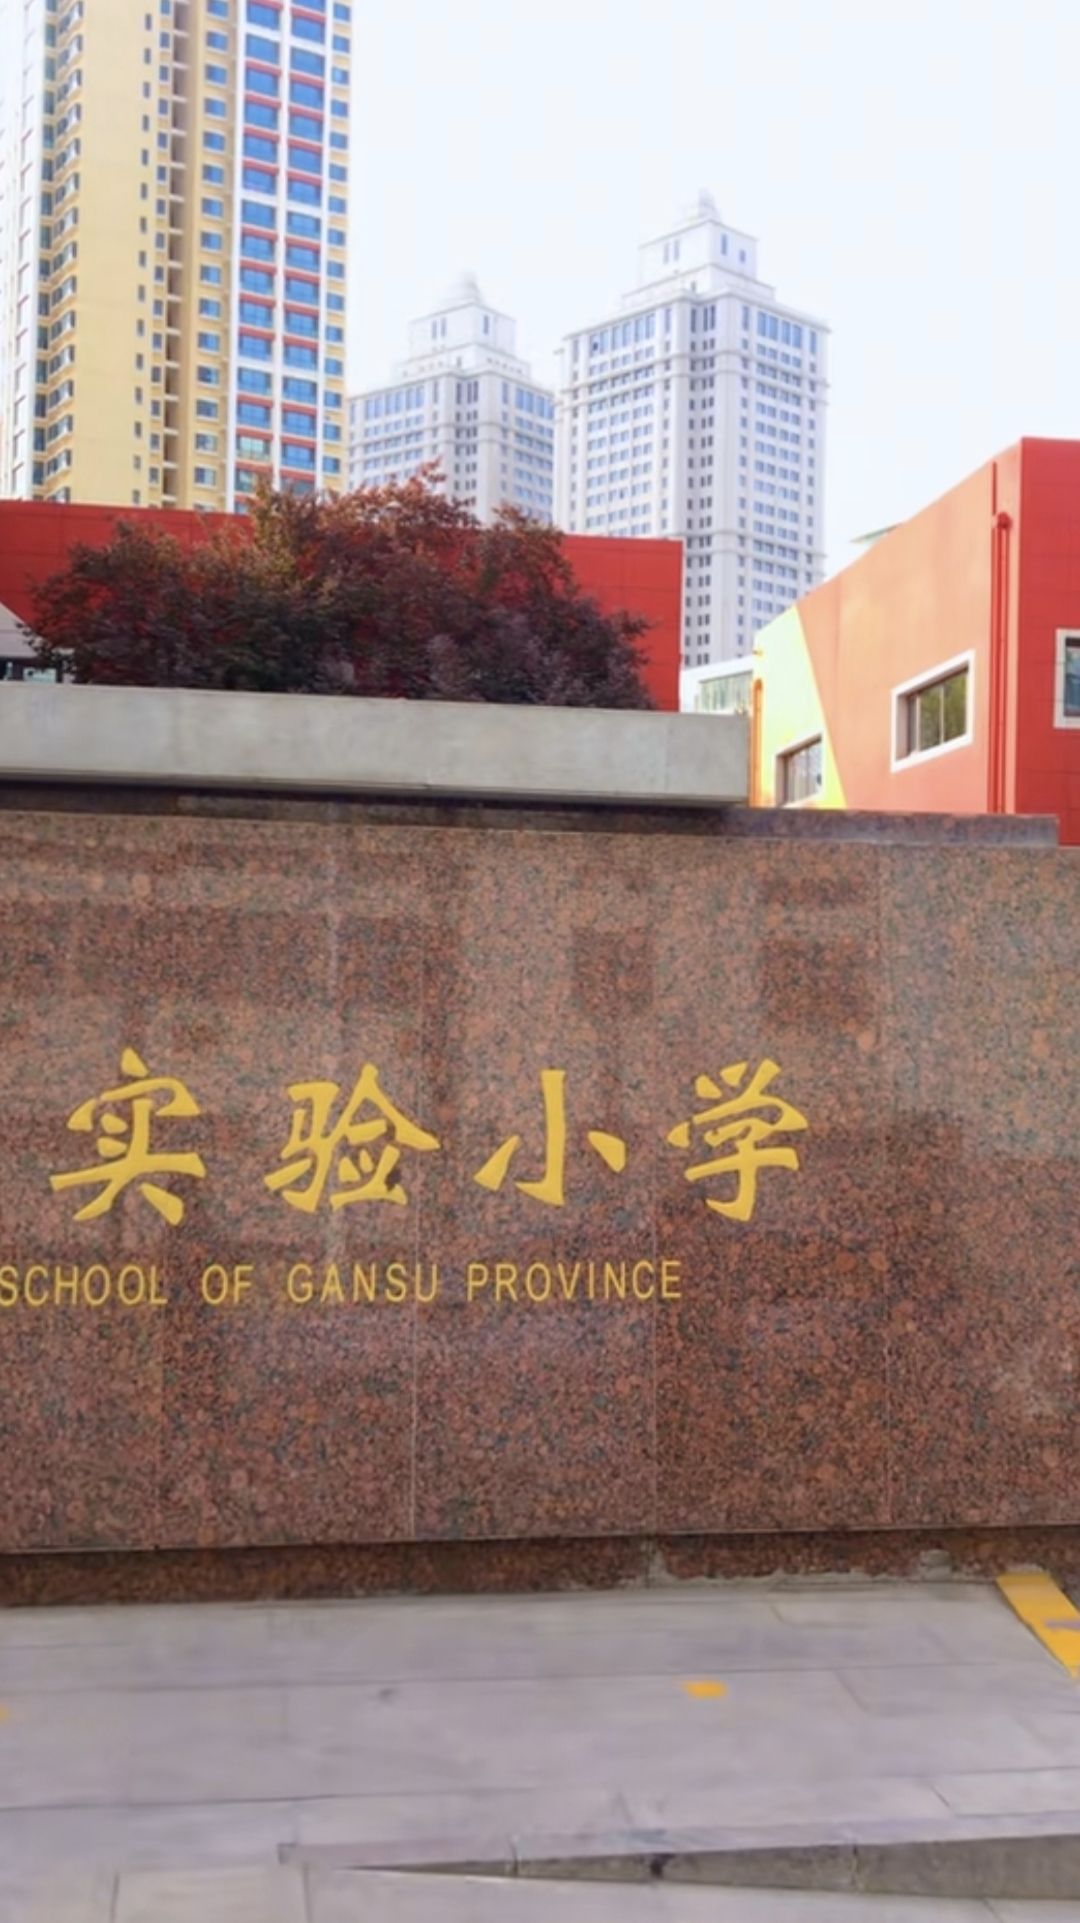 实验小学
SCHOOL OF GANSU PROVINCE